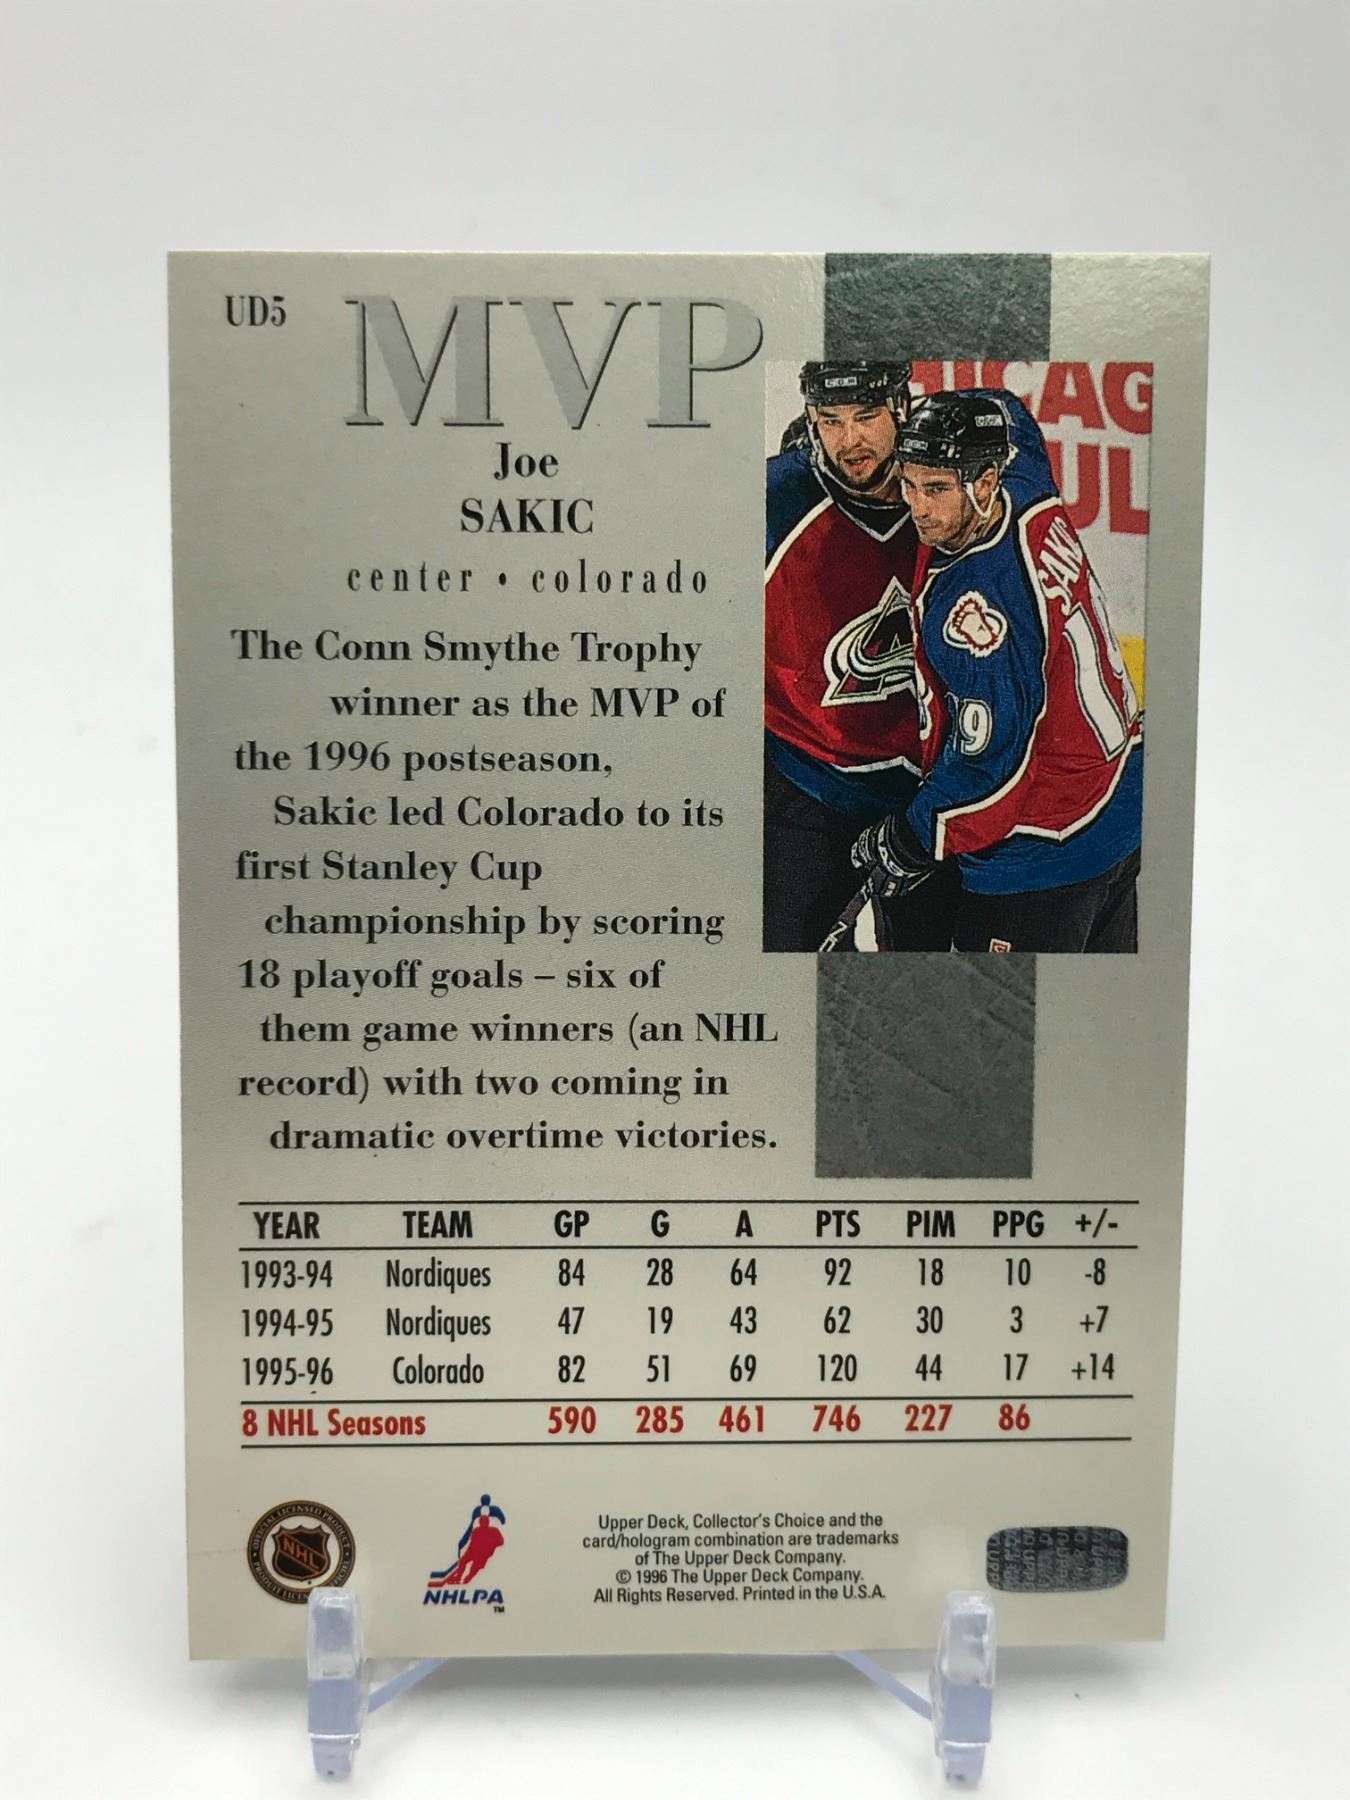 UD5
MVP
Joe
SAKIC
center • colorado
The Conn Smythe Trophy
winner as the MVP of
the 1996 postseason,
Sakic led Colorado to its
first Stanley Cup
championship by scoring
18 playoff goals – six of
them game winners (an NHL
record) with two coming in
dramatic overtime victories.
SAKIC
19
YEAR TEAM GP G A PTS PIM PPG +/-
1993-94 Nordiques 84 28 64 92 18 10 -8
1994-95 Nordiques 47 19 43 62 30 3 +7
1995-96 Colorado 82 51 69 120 44 17 +14
8 NHL Seasons 590 285 461 746 227 86
NHL
NHLPA
TM
Upper Deck, Collector's Choice and the
card/hologram combination are trademarks
of The Upper Deck Company.
© 1996 The Upper Deck Company.
All Rights Reserved. Printed in the U.S.A.